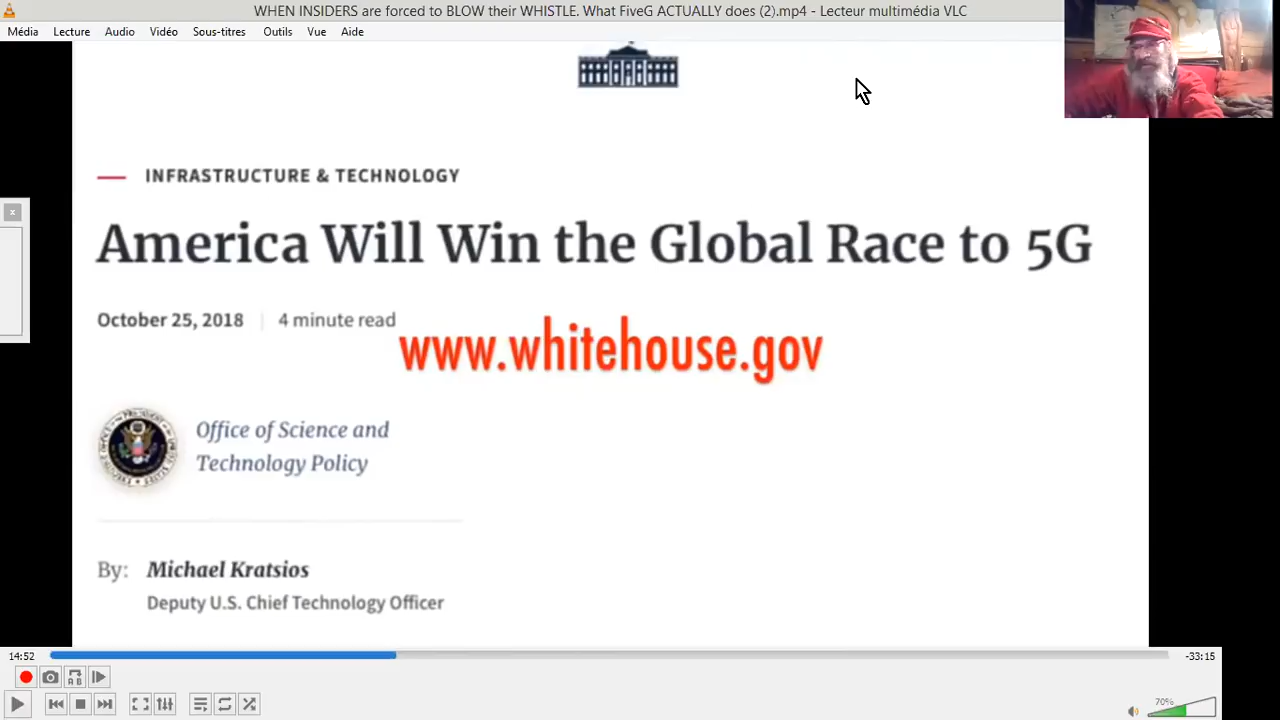 WHEN INSIDERS are forced to BLOW their WHISTLE. What FiveG ACTUALLY does (2).mp4 - Lecteur multimédia VLC
Média Lecture Audio Vidéo Sous-titres Outils Vue Aide
x
INFRASTRUCTURE & TECHNOLOGY
America Will Win the Global Race to 5G
October 25, 2018 4 minute read
www.whitehouse.gov
Office of Science and
Technology Policy
By: Michael Kratsios
Deputy U.S. Chief Technology Officer
14:52 -33:15
70%